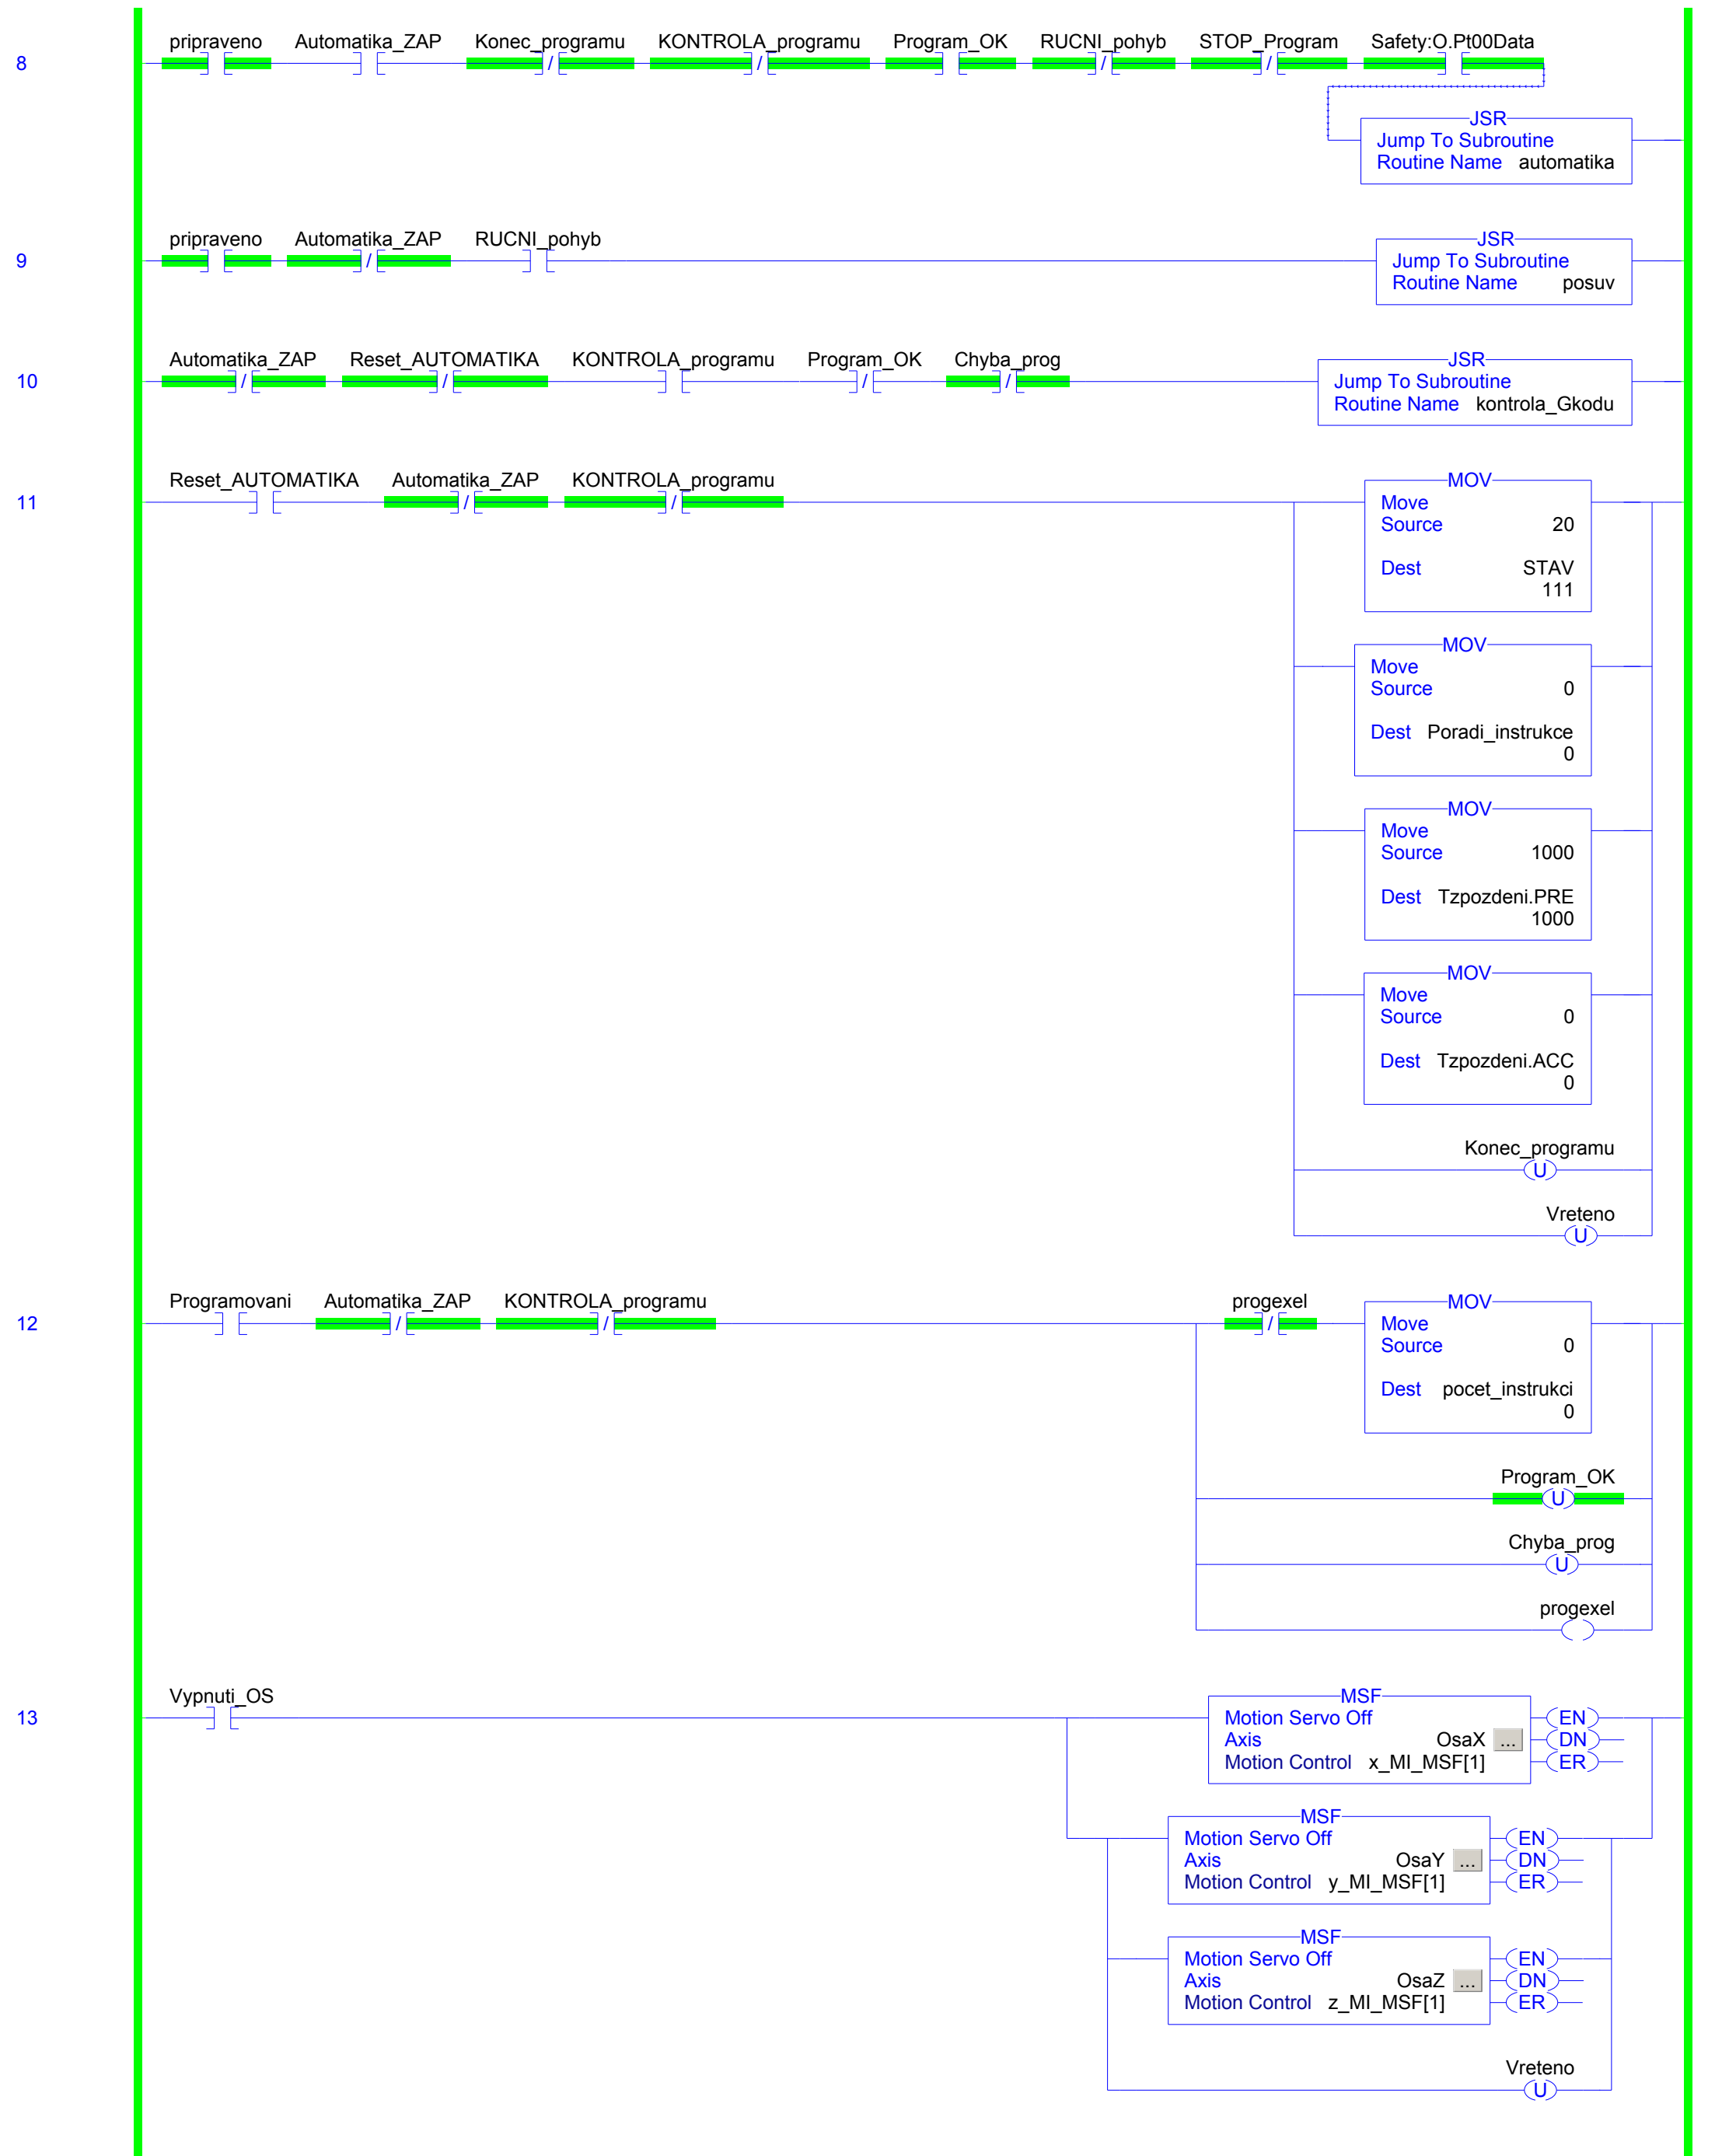 8
pripraveno Automatika_ZAP Konec_programu KONTROLA_programu Program_OK RUCNI_pohyb STOP_Program Safety:O.Pt00Data
/ / / /
JSR
Jump To Subroutine
Routine Name automatika
9
pripraveno Automatika_ZAP RUCNI_pohyb
/
JSR
Jump To Subroutine
Routine Name posuv
10
Automatika_ZAP Reset_AUTOMATIKA KONTROLA_programu Program_OK Chyba_prog
/ / / /
JSR
Jump To Subroutine
Routine Name kontrola_Gkodu
11
Reset_AUTOMATIKA Automatika_ZAP KONTROLA_programu
/ /
MOV
Move
Source 20
Dest STAV
111
MOV
Move
Source 0
Dest Poradi_instrukce
0
MOV
Move
Source 1000
Dest Tzpozdeni.PRE
1000
MOV
Move
Source 0
Dest Tzpozdeni.ACC
0
Konec_programu
U
Vreteno
U
12
Programovani Automatika_ZAP KONTROLA_programu progexel
/ / /
MOV
Move
Source 0
Dest pocet_instrukci
0
Program_OK
U
Chyba_prog
U
progexel
13
Vypnuti_OS
MSF
Motion Servo Off EN
Axis OsaX ... DN
Motion Control x_MI_MSF[1] ER
MSF
Motion Servo Off EN
Axis OsaY ... DN
Motion Control y_MI_MSF[1] ER
MSF
Motion Servo Off EN
Axis OsaZ ... DN
Motion Control z_MI_MSF[1] ER
Vreteno
U